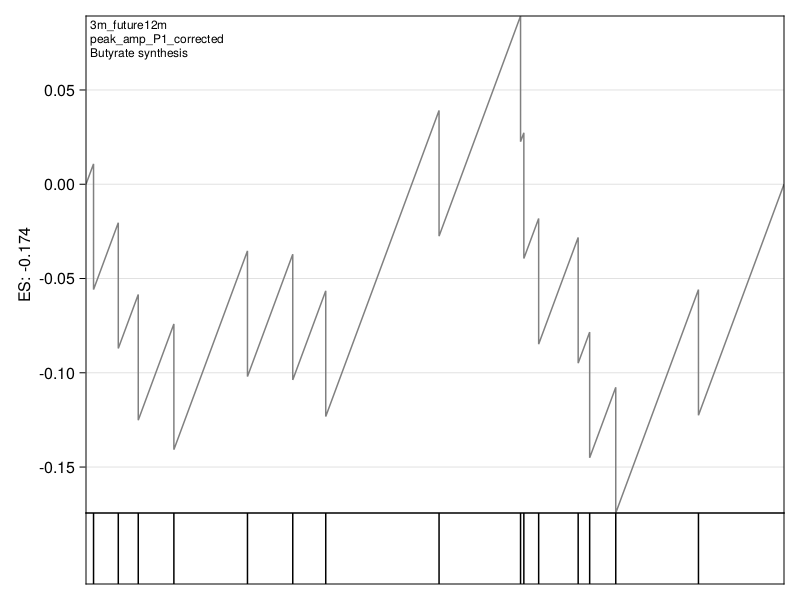 3m_future12m
peak_amp_P1_corrected
Butyrate synthesis
0.05
0.00
-0.05
-0.10
-0.15
ES: -0.174